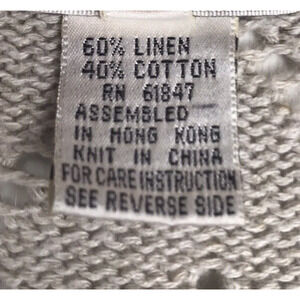 60% LINEN
40% COTTON
RN 61847
ASSEMBLED
IN HONG KONG
KNIT IN CHINA
FOR CARE INSTRUCTION
SEE REVERSE SIDE